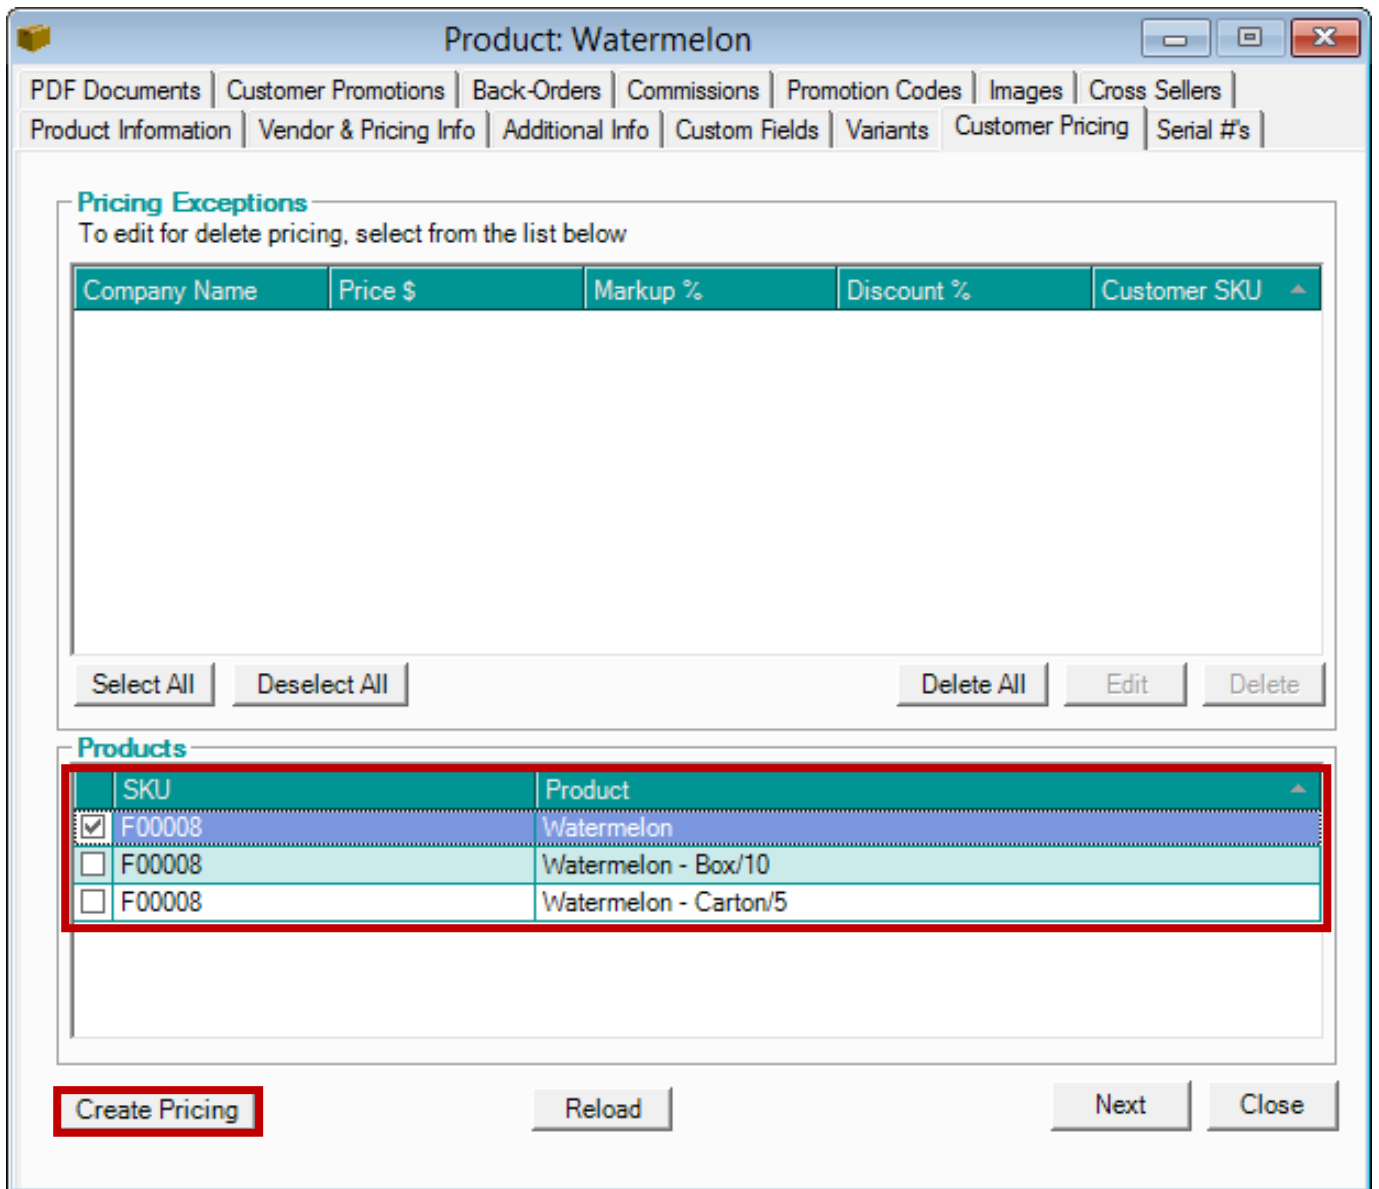 Product: Watermelon
PDF Documents Customer Promotions Back-Orders Commissions Promotion Codes Images Cross Sellers
Product Information Vendor & Pricing Info Additional Info Custom Fields Variants Customer Pricing Serial #'s
Pricing Exceptions
To edit for delete pricing, select from the list below
Company Name Price $ Markup % Discount % Customer SKU
Select All Deselect All Delete All Edit Delete
Products
SKU Product
F00008 Watermelon
F00008 Watermelon - Box/10
F00008 Watermelon - Carton/5
Create Pricing Reload Next Close